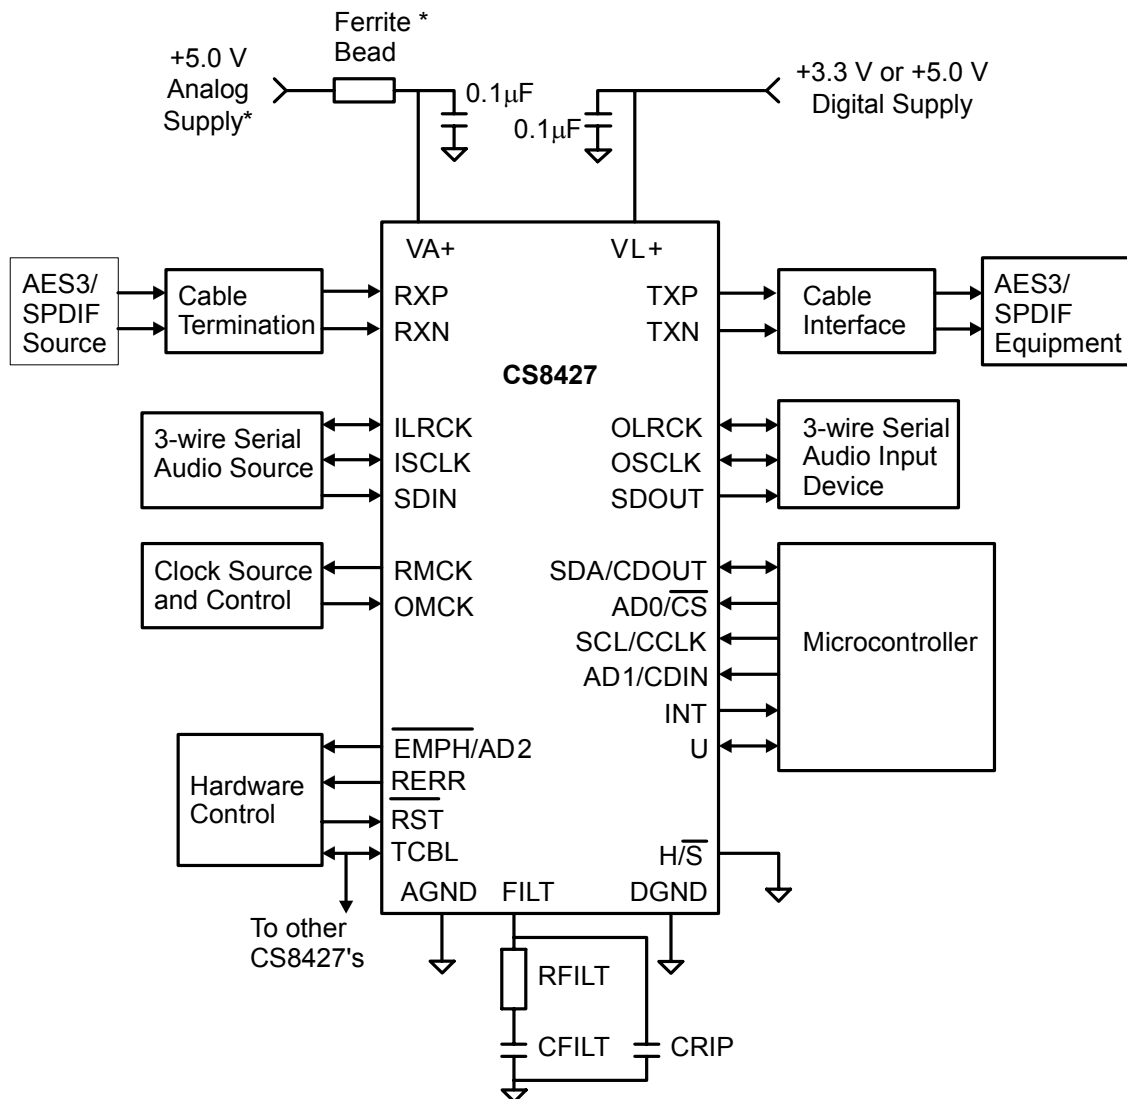 Ferrite *
Bead
+5.0 V
Analog
Supply*
0.1µF
0.1µF
+3.3 V or +5.0 V
Digital Supply
VA+
VL+
AES3/
SPDIF
Source
Cable
Termination
RXP
RXN
TXP
TXN
Cable
Interface
AES3/
SPDIF
Equipment
CS8427
3-wire Serial
Audio Source
ILRCK
ISCLK
SDIN
OLRCK
OSCLK
SDOUT
3-wire Serial
Audio Input
Device
Clock Source
and Control
RMCK
OMCK
SDA/CDOUT
AD0/C̅S̅
SCL/CCLK
AD1/CDIN
INT
U
Microcontroller
Hardware
Control
E̅M̅P̅H̅/AD2
RERR
R̅S̅T̅
TCBL
H/S̅
AGND
FILT
DGND
To other
CS8427's
RFILT
CFILT
CRIP